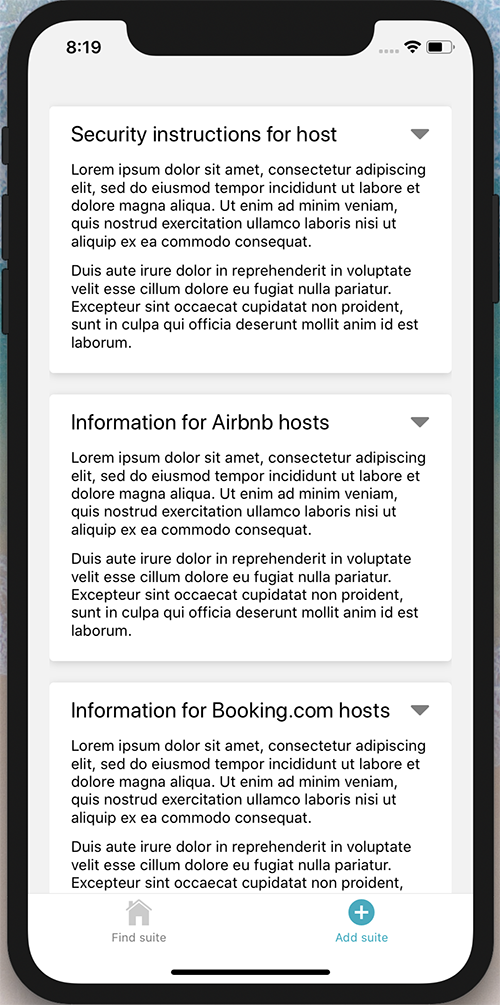 8:19
Security instructions for host
Lorem ipsum dolor sit amet, consectetur adipiscing
elit, sed do eiusmod tempor incididunt ut labore et
dolore magna aliqua. Ut enim ad minim veniam,
quis nostrud exercitation ullamco laboris nisi ut
aliquip ex ea commodo consequat.
Duis aute irure dolor in reprehenderit in voluptate
velit esse cillum dolore eu fugiat nulla pariatur.
Excepteur sint occaecat cupidatat non proident,
sunt in culpa qui officia deserunt mollit anim id est
laborum.
Information for Airbnb hosts
Lorem ipsum dolor sit amet, consectetur adipiscing
elit, sed do eiusmod tempor incididunt ut labore et
dolore magna aliqua. Ut enim ad minim veniam,
quis nostrud exercitation ullamco laboris nisi ut
aliquip ex ea commodo consequat.
Duis aute irure dolor in reprehenderit in voluptate
velit esse cillum dolore eu fugiat nulla pariatur.
Excepteur sint occaecat cupidatat non proident,
sunt in culpa qui officia deserunt mollit anim id est
laborum.
Information for Booking.com hosts
Lorem ipsum dolor sit amet, consectetur adipiscing
elit, sed do eiusmod tempor incididunt ut labore et
dolore magna aliqua. Ut enim ad minim veniam,
quis nostrud exercitation ullamco laboris nisi ut
aliquip ex ea commodo consequat.
Duis aute irure dolor in reprehenderit in voluptate
velit esse cillum dolore eu fugiat nulla pariatur.
Excepteur sint occaecat cupidatat non proident,
Find suite
Add suite